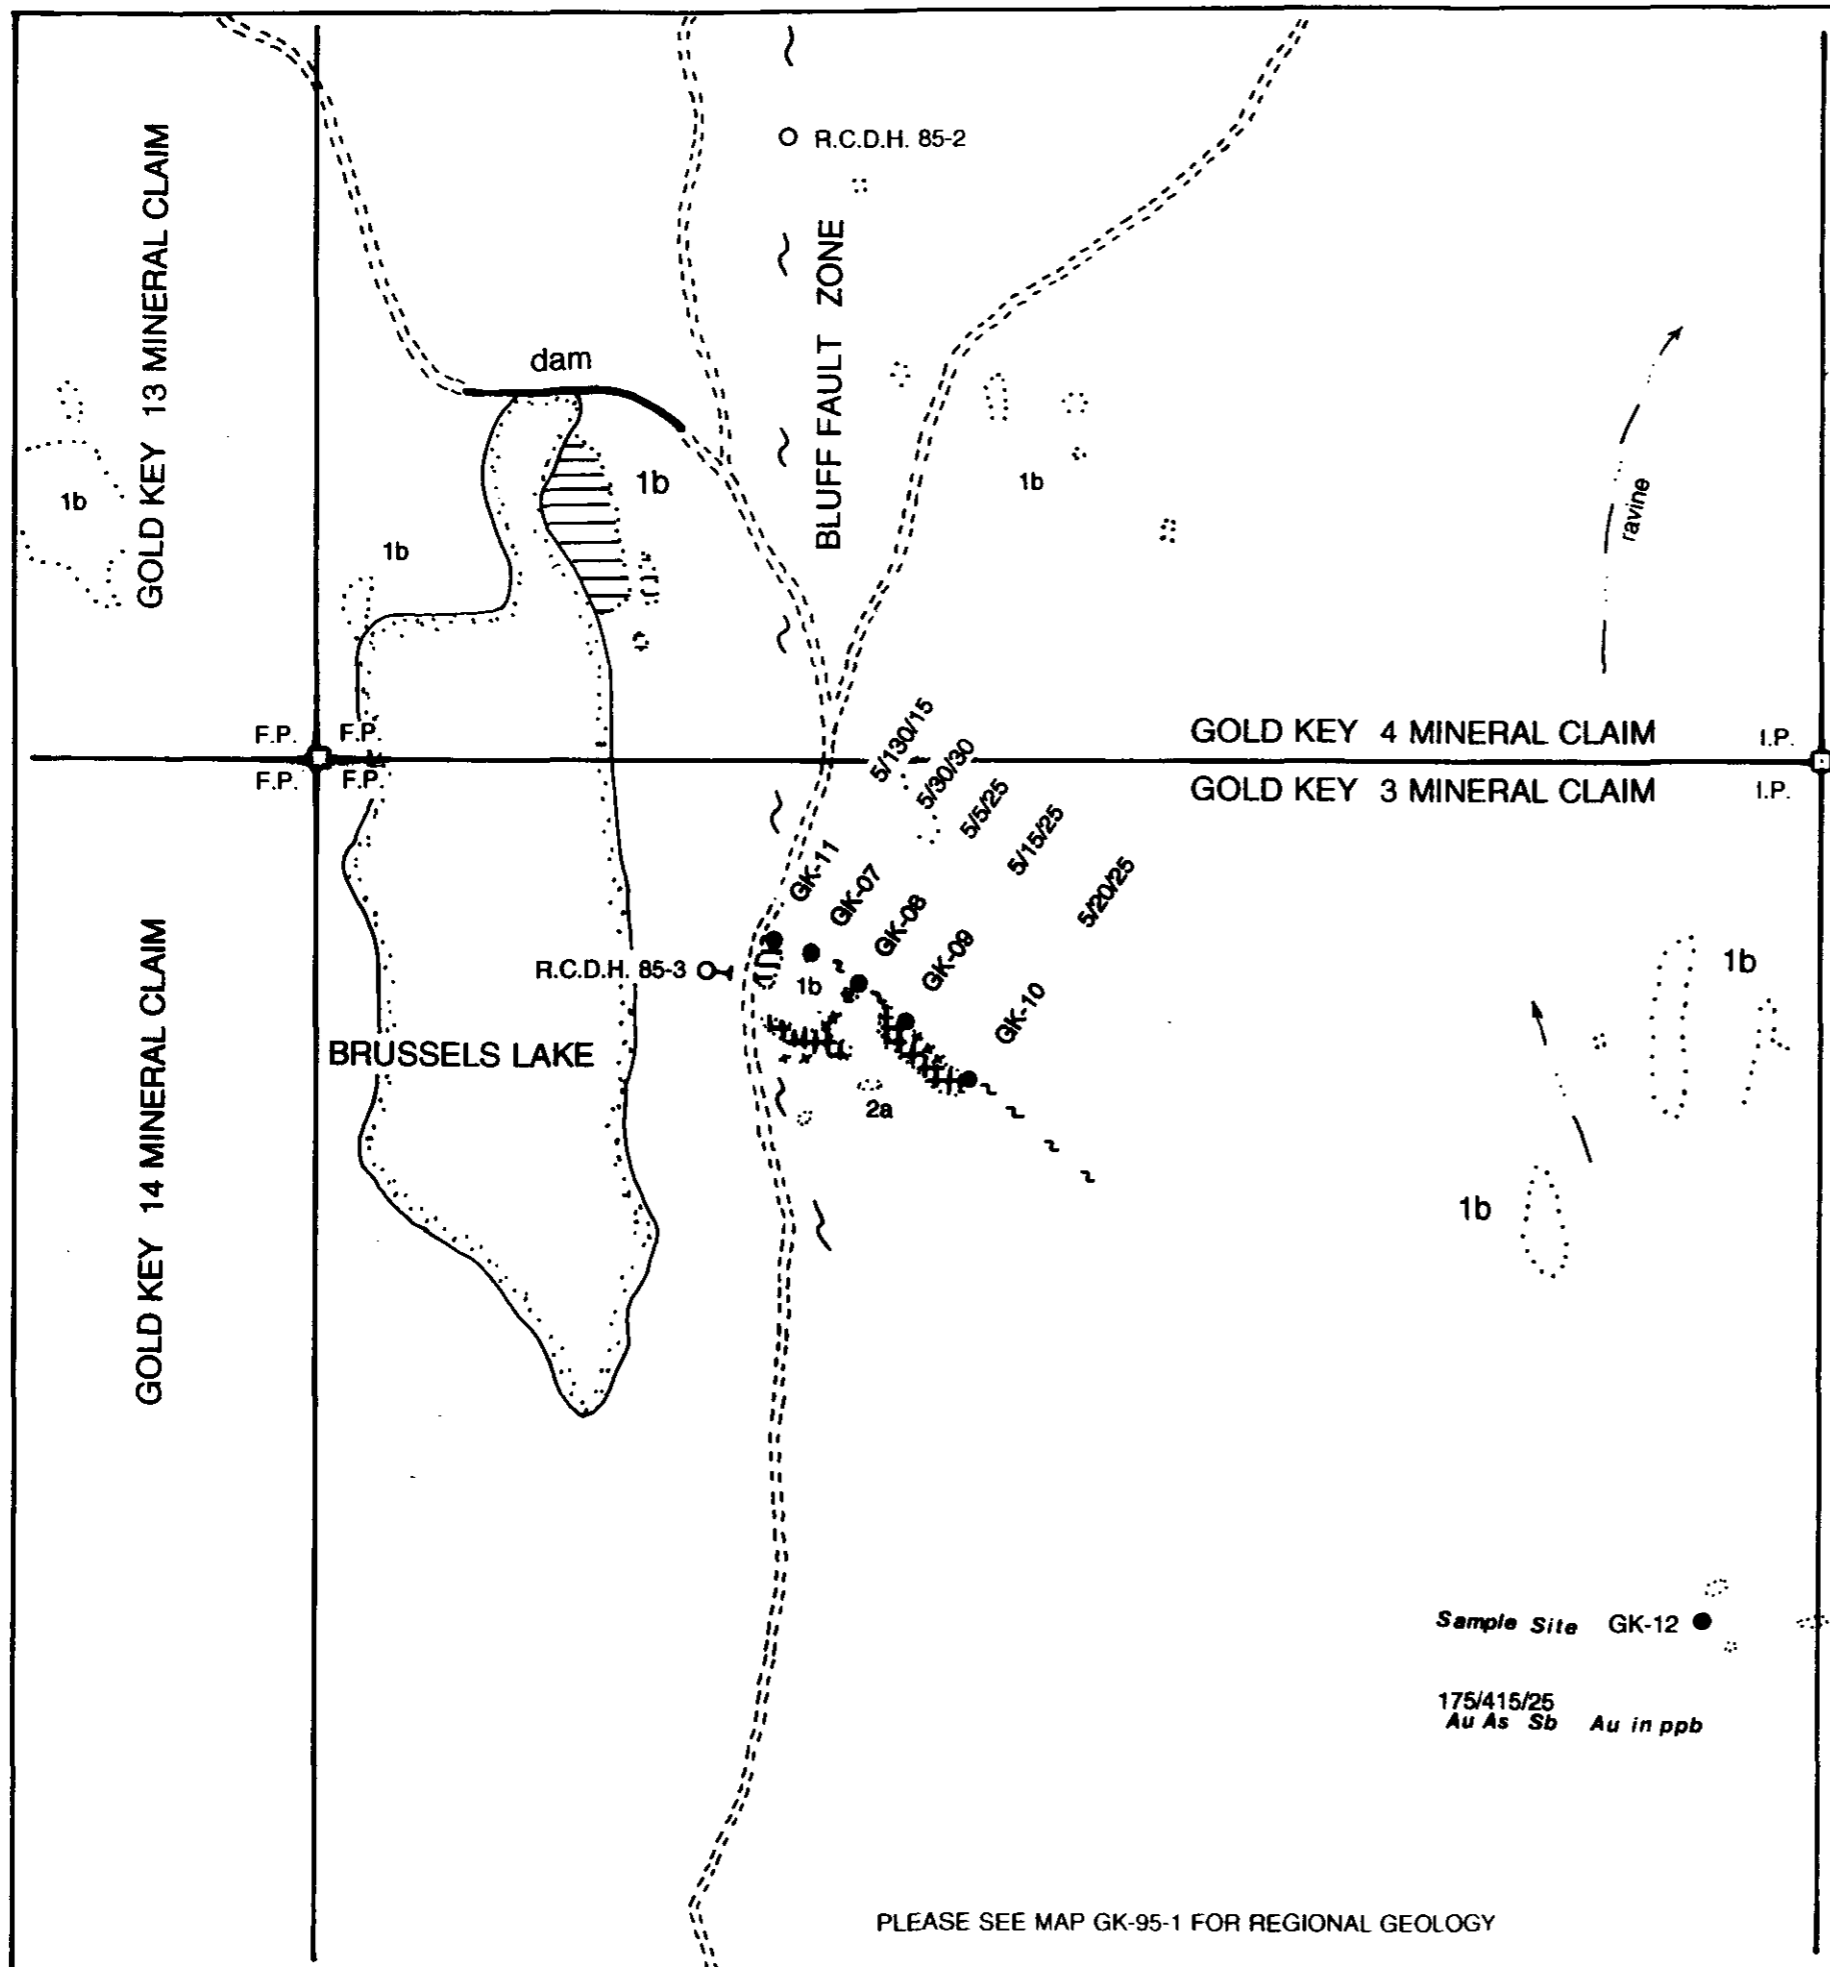 R.C.D.H. 85-2
GOLD KEY 13 MINERAL CLAIM
BLUFF FAULT ZONE
dam
1b
1b
1b
1b
ravine
F.P. F.P.
F.P. F.P.
GOLD KEY 4 MINERAL CLAIM
I.P.
GOLD KEY 3 MINERAL CLAIM
I.P.
5/130/15
5/30/30
5/5/25
5/15/25
5/20/25
GK-11
GK-07
GK-08
GK-09
GK-10
R.C.D.H. 85-3
1b
1b
BRUSSELS LAKE
2a
GOLD KEY 14 MINERAL CLAIM
1b
Sample Site GK-12
175/415/25
Au As Sb Au in ppb
PLEASE SEE MAP GK-95-1 FOR REGIONAL GEOLOGY